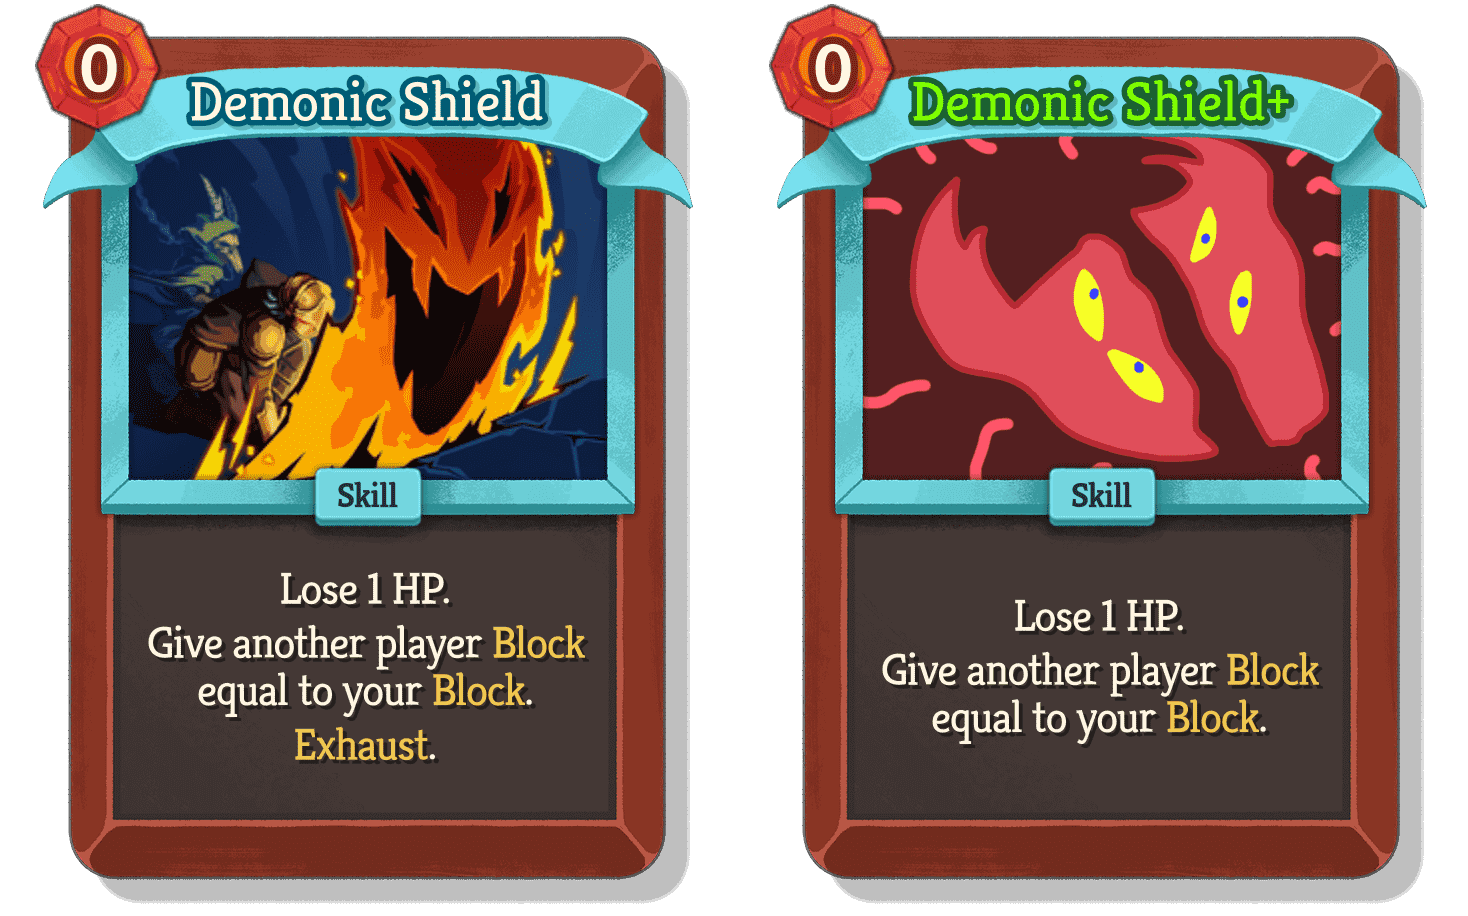 0
Demonic Shield
Skill
Lose 1 HP.
Give another player Block
equal to your Block.
Exhaust.
0
Demonic Shield+
Skill
Lose 1 HP.
Give another player Block
equal to your Block.